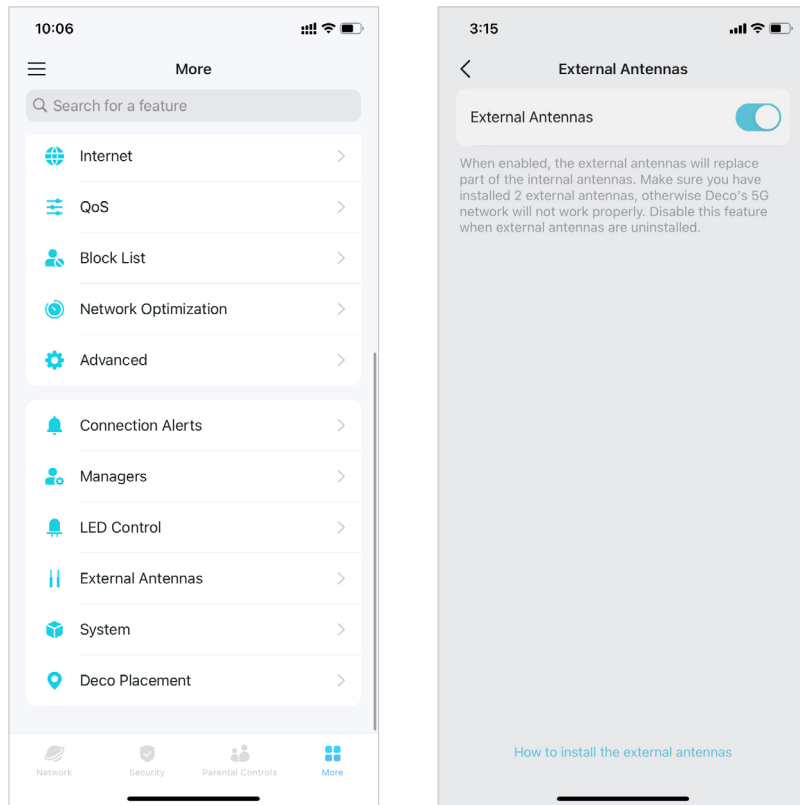 10:06
More
Search for a feature
Internet
QoS
Block List
Network Optimization
Advanced
Connection Alerts
Managers
LED Control
External Antennas
System
Deco Placement
Network
Security
Parental Controls
More
3:15
External Antennas
External Antennas
When enabled, the external antennas will replace
part of the internal antennas. Make sure you have
installed 2 external antennas, otherwise Deco's 5G
network will not work properly. Disable this feature
when external antennas are uninstalled.
How to install the external antennas